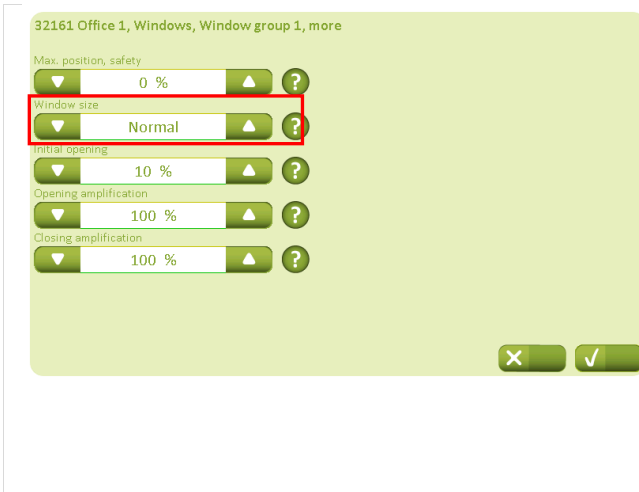 32161 Office 1, Windows, Window group 1, more
Max. position, safety
0 %
?
Window size
Normal
?
Initial opening
10 %
?
Opening amplification
100 %
?
Closing amplification
100 %
?